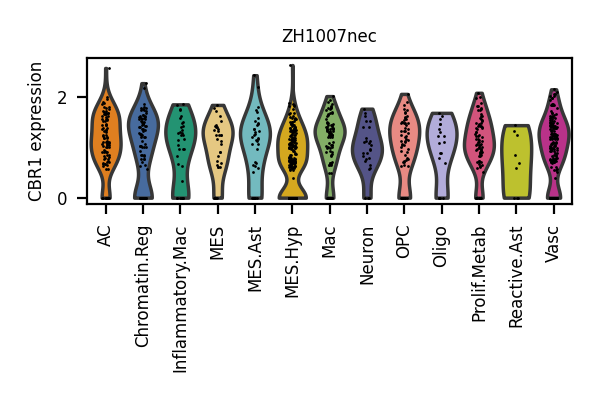 ZH1007nec
CBR1 expression
2
0
AC
Chromatin.Reg
Inflammatory.Mac
MES
MES.Ast
MES.Hyp
Mac
Neuron
OPC
Oligo
Prolif.Metab
Reactive.Ast
Vasc